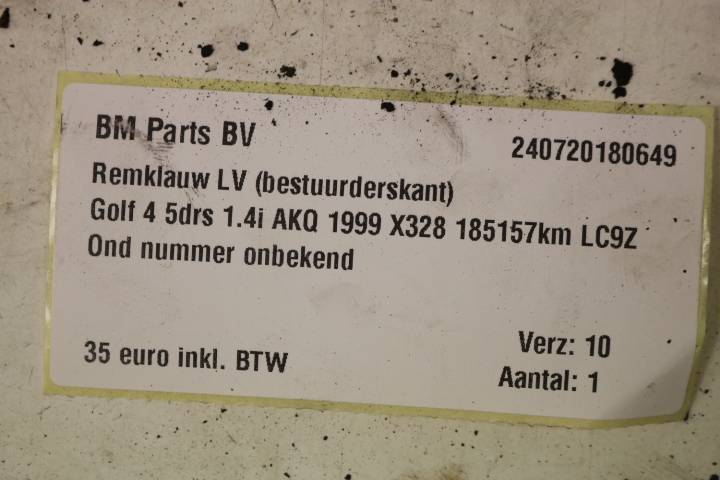 BM Parts BV
240720180649
Remklauw LV (bestuurderskant)
Golf 4 5drs 1.4i AKQ 1999 X328 185157km LC9Z
Ond nummer onbekend
35 euro inkl. BTW
Verz: 10
Aantal: 1